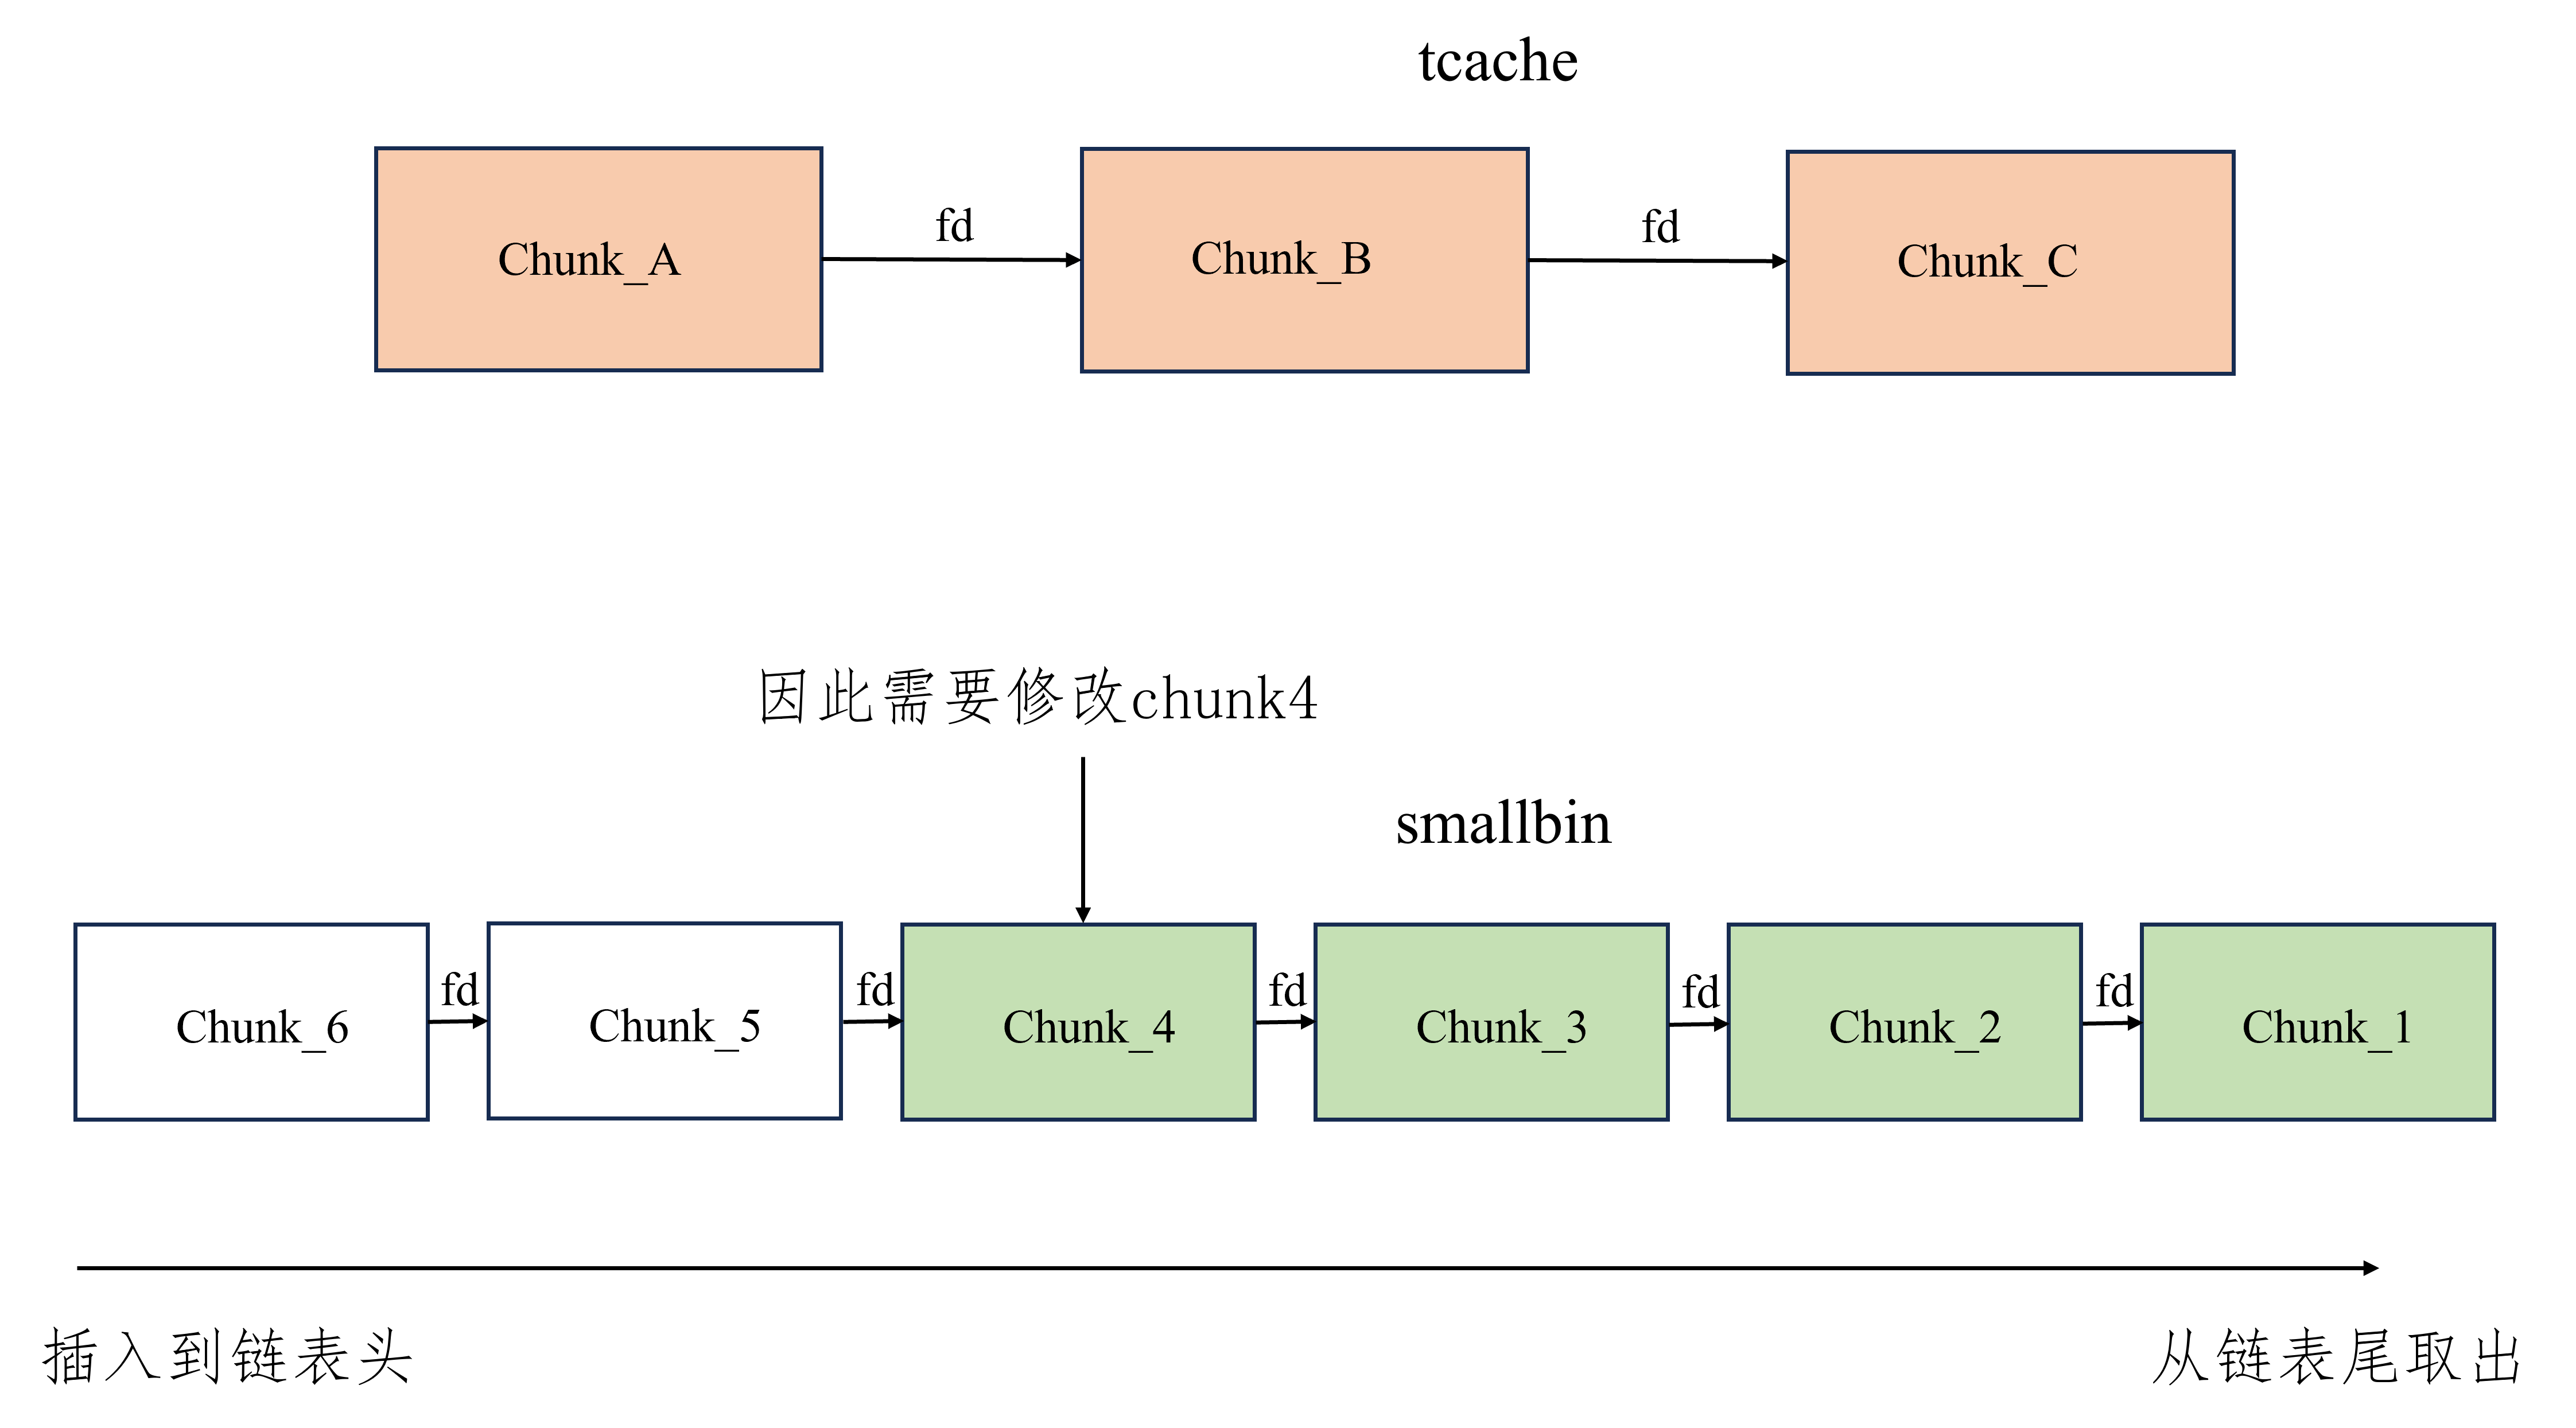 tcache
Chunk_A
fd
Chunk_B
fd
Chunk_C
因此需要修改chunk4
smallbin
Chunk_6
fd
Chunk_5
fd
Chunk_4
fd
Chunk_3
fd
Chunk_2
fd
Chunk_1
插入到链表头
从链表尾取出